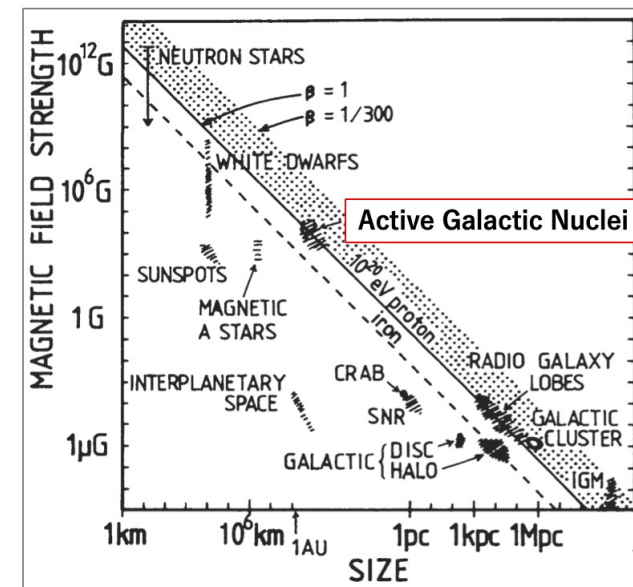 MAGNETIC FIELD STRENGTH
10¹²G
10⁶G
1G
1μG
NEUTRON STARS
β = 1
β = 1/300
WHITE DWARFS
Active Galactic Nuclei
SUNSPOTS
MAGNETIC
A STARS
10²⁰ eV proton
iron
INTERPLANETARY
SPACE
CRAB
SNR
RADIO GALAXY
LOBES
GALACTIC
CLUSTER
GALACTIC { DISC
HALO
IGM
1km
10⁶km
1AU
1pc
1kpc
1Mpc
SIZE